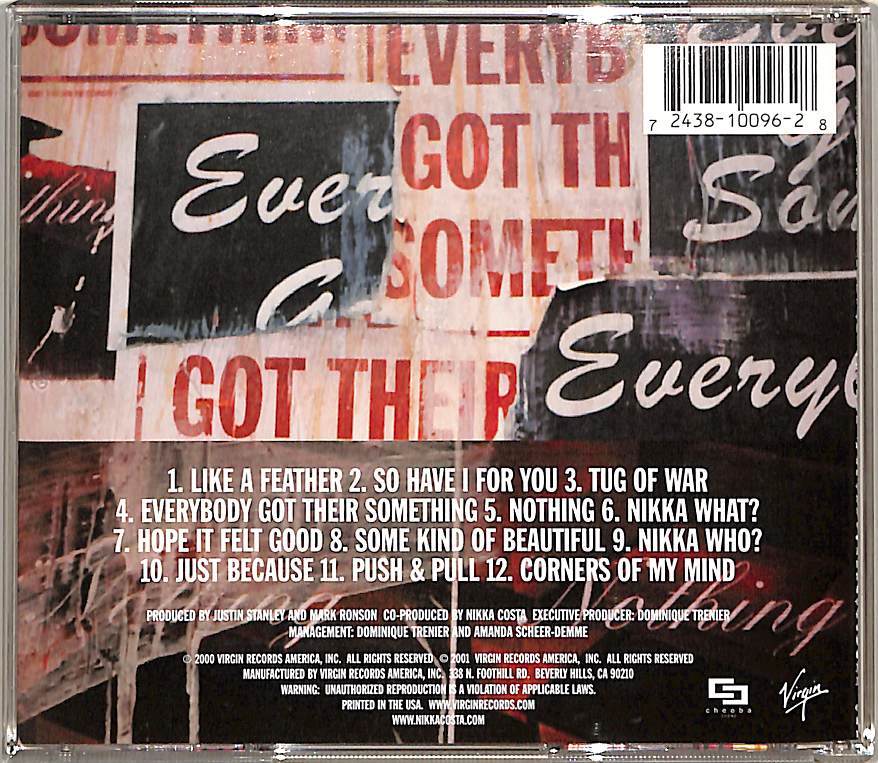 SOMETHING
EVERYB
GOT TH
SOMETH
7 2438-10096-2 8
thing
Ever
G
Som
GOT THEIR
Everyb
1. LIKE A FEATHER 2. SO HAVE I FOR YOU 3. TUG OF WAR
4. EVERYBODY GOT THEIR SOMETHING 5. NOTHING 6. NIKKA WHAT?
7. HOPE IT FELT GOOD 8. SOME KIND OF BEAUTIFUL 9. NIKKA WHO?
10. JUST BECAUSE 11. PUSH & PULL 12. CORNERS OF MY MIND
Nothing
PRODUCED BY JUSTIN STANLEY AND MARK RONSON CO-PRODUCED BY NIKKA COSTA EXECUTIVE PRODUCER: DOMINIQUE TRENIER
MANAGEMENT: DOMINIQUE TRENIER AND AMANDA SCHEER-DEMME
© 2000 VIRGIN RECORDS AMERICA, INC. ALL RIGHTS RESERVED ℗ 2001 VIRGIN RECORDS AMERICA, INC. ALL RIGHTS RESERVED
MANUFACTURED BY VIRGIN RECORDS AMERICA, INC. 338 N. FOOTHILL RD. BEVERLY HILLS, CA 90210
WARNING: UNAUTHORIZED REPRODUCTION IS A VIOLATION OF APPLICABLE LAWS.
PRINTED IN THE USA. WWW.VIRGINRECORDS.COM
WWW.NIKKACOSTA.COM
cheeba
sound
Virgin